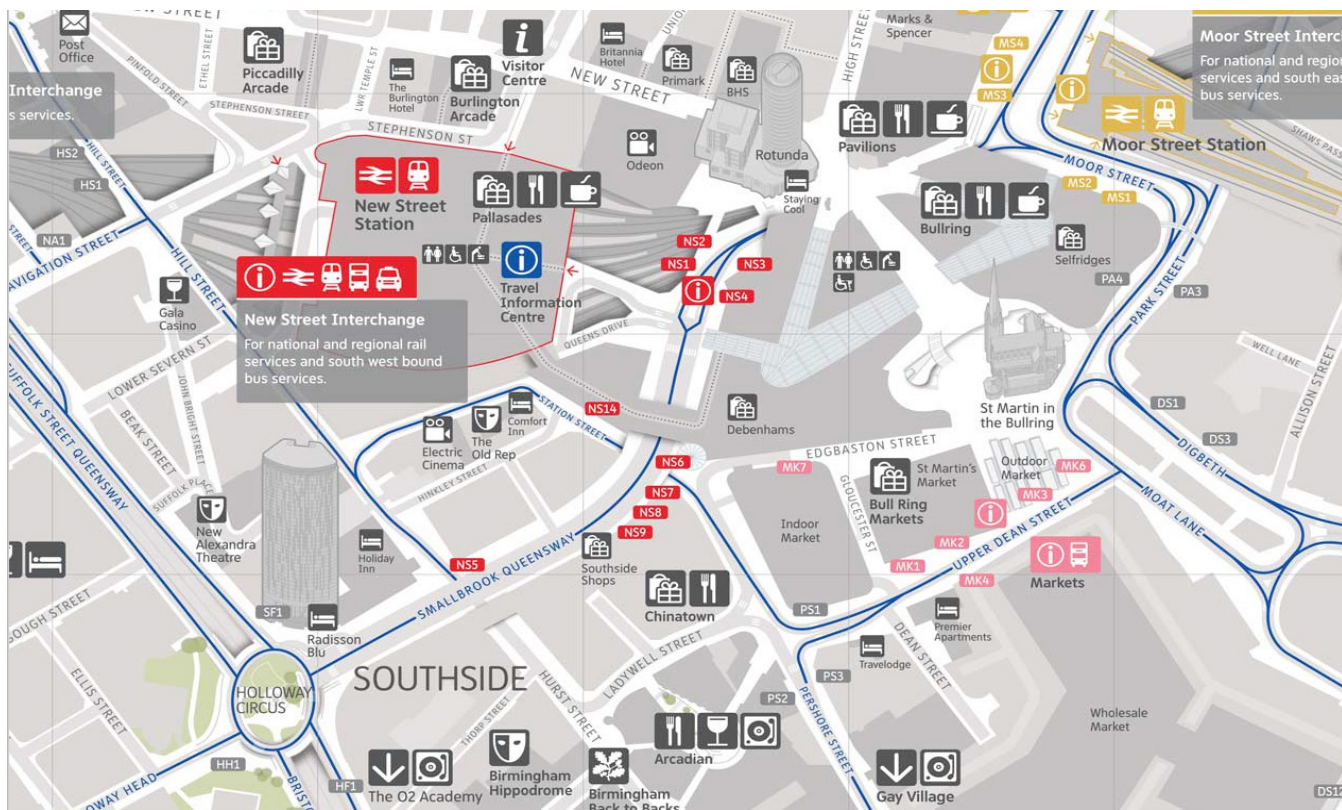 NEW STREET
Post
Office
PINFOLD STREET
ETHEL STREET
Piccadilly
Arcade
STEPHENSON STREET
LWR TEMPLE ST
The
Burlington
Hotel
Burlington
Arcade
Visitor
Centre
Britannia
Hotel
Primark
NEW STREET
BHS
HIGH STREET
Marks &
Spencer
MS4
MS3
Moor Street Interc
For national and region
services and south eas
bus services.
Interchange
s services.
HS2
HS1
HILL STREET
STEPHENSON ST
Odeon
Rotunda
Pavilions
Moor Street Station
SHAWS PASS
MOOR STREET
MS2
MS1
New Street
Station
Pallasades
Staying
Cool
Bullring
Selfridges
NA1
AVIGATION STREET
HILL STREET
NS2
NS1
NS3
NS4
Travel
Information
Centre
PA4
PA3
PARK STREET
Gala
Casino
New Street Interchange
For national and regional rail
services and south west bound
bus services.
QUEENS DRIVE
LOWER SEVERN ST
JOHN BRIGHT STREET
BEAK STREET
SUFFOLK STREET QUEENSWAY
SUFFOLK PLACE
WELL LANE
ALLISON STREET
STATION STREET
NS14
Comfort
Inn
The
Old Rep
Electric
Cinema
HINKLEY STREET
Debenhams
St Martin in
the Bullring
DS1
DS3
DIGBETH
EDGBASTON STREET
NS6
NS7
NS8
NS9
MK7
GLOUCESTER ST
St Martin's
Market
Bull Ring
Markets
Outdoor
Market
MK6
MK3
MOAT LANE
New
Alexandra
Theatre
Holiday
Inn
NS5
SMALLBROOK QUEENSWAY
Southside
Shops
Indoor
Market
MK2
MK1
UPPER DEAN STREET
MK4
Markets
SF1
Radisson
Blu
Chinatown
PS1
Premier
Apartments
DEAN STREET
Travelodge
OUGH STREET
ELLIS STREET
HOLLOWAY
CIRCUS
SOUTHSIDE
LADYWELL STREET
HURST STREET
THORP STREET
PS3
PS2
PERSHORE STREET
Wholesale
Market
Arcadian
HH1
OWAY HEAD
HF1
BRISTO
The O2 Academy
Birmingham
Hippodrome
Birmingham
Back to Backs
Gay Village